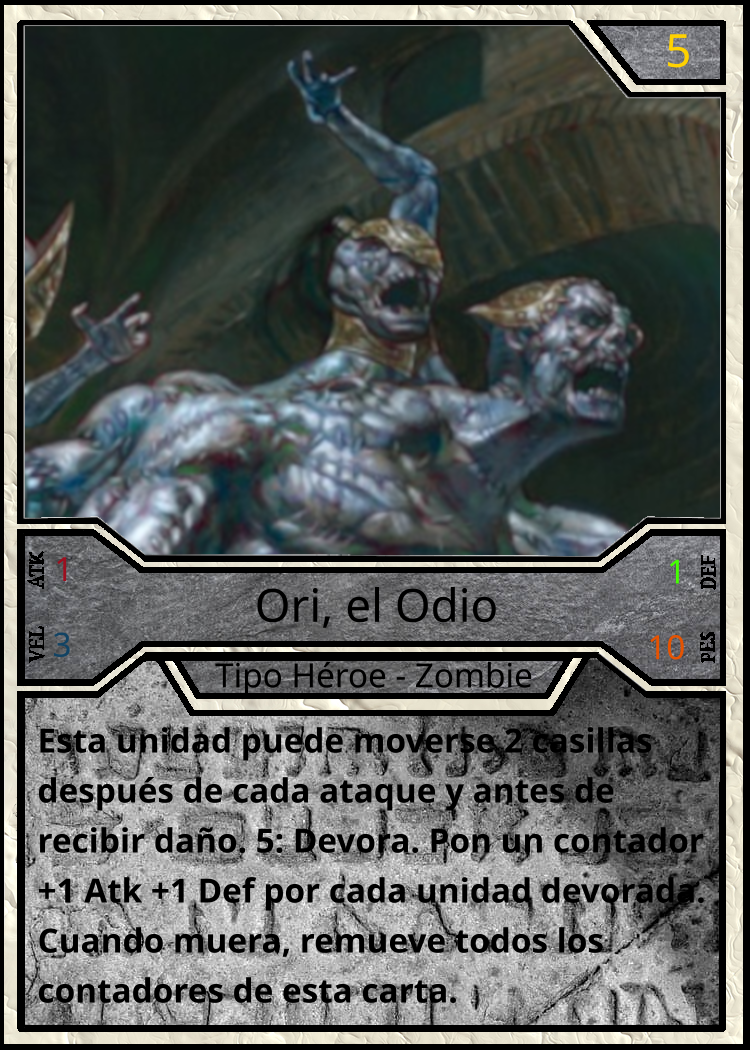 5
ATK 1
1 DEF
Ori, el Odio
VEL 3
10 PES
Tipo Héroe - Zombie
Esta unidad puede moverse 2 casillas
después de cada ataque y antes de
recibir daño. 5: Devora. Pon un contador
+1 Atk +1 Def por cada unidad devorada.
Cuando muera, remueve todos los
contadores de esta carta.